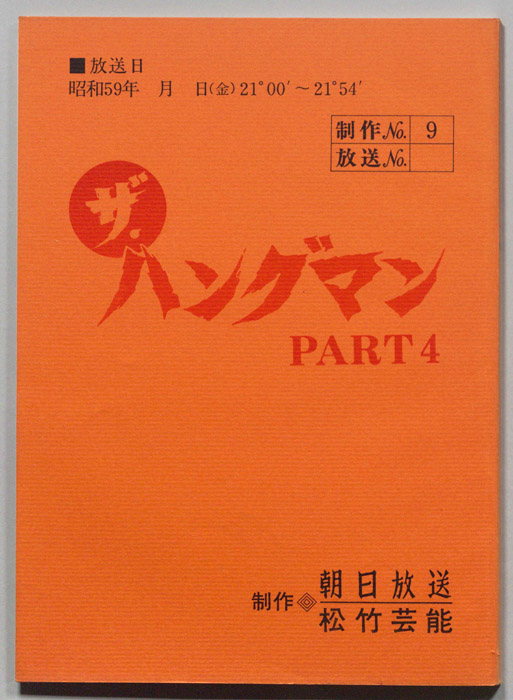 ■放送日
昭和59年 月 日(金)21°00′～21°54′
制作No. 9
放送No.
ザ・
ハングマン
PART4
制作 朝日放送
松竹芸能